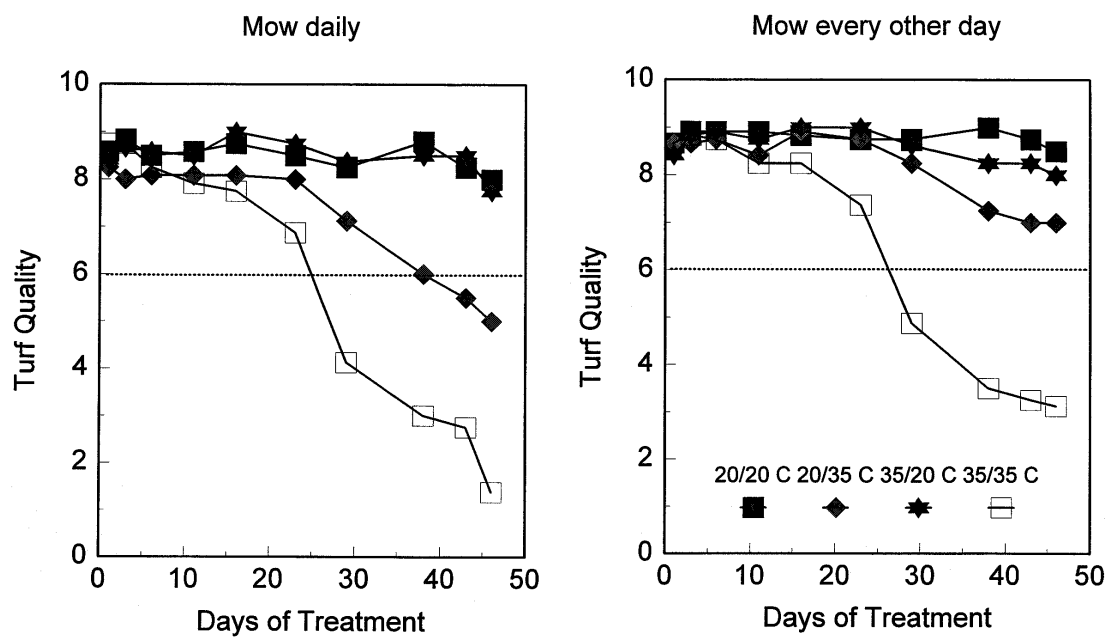 Mow daily
Mow every other day
10
8
6
4
2
0
Turf Quality
0 10 20 30 40 50
Days of Treatment
10
8
6
4
2
0
Turf Quality
20/20 C 20/35 C 35/20 C 35/35 C
0 10 20 30 40 50
Days of Treatment